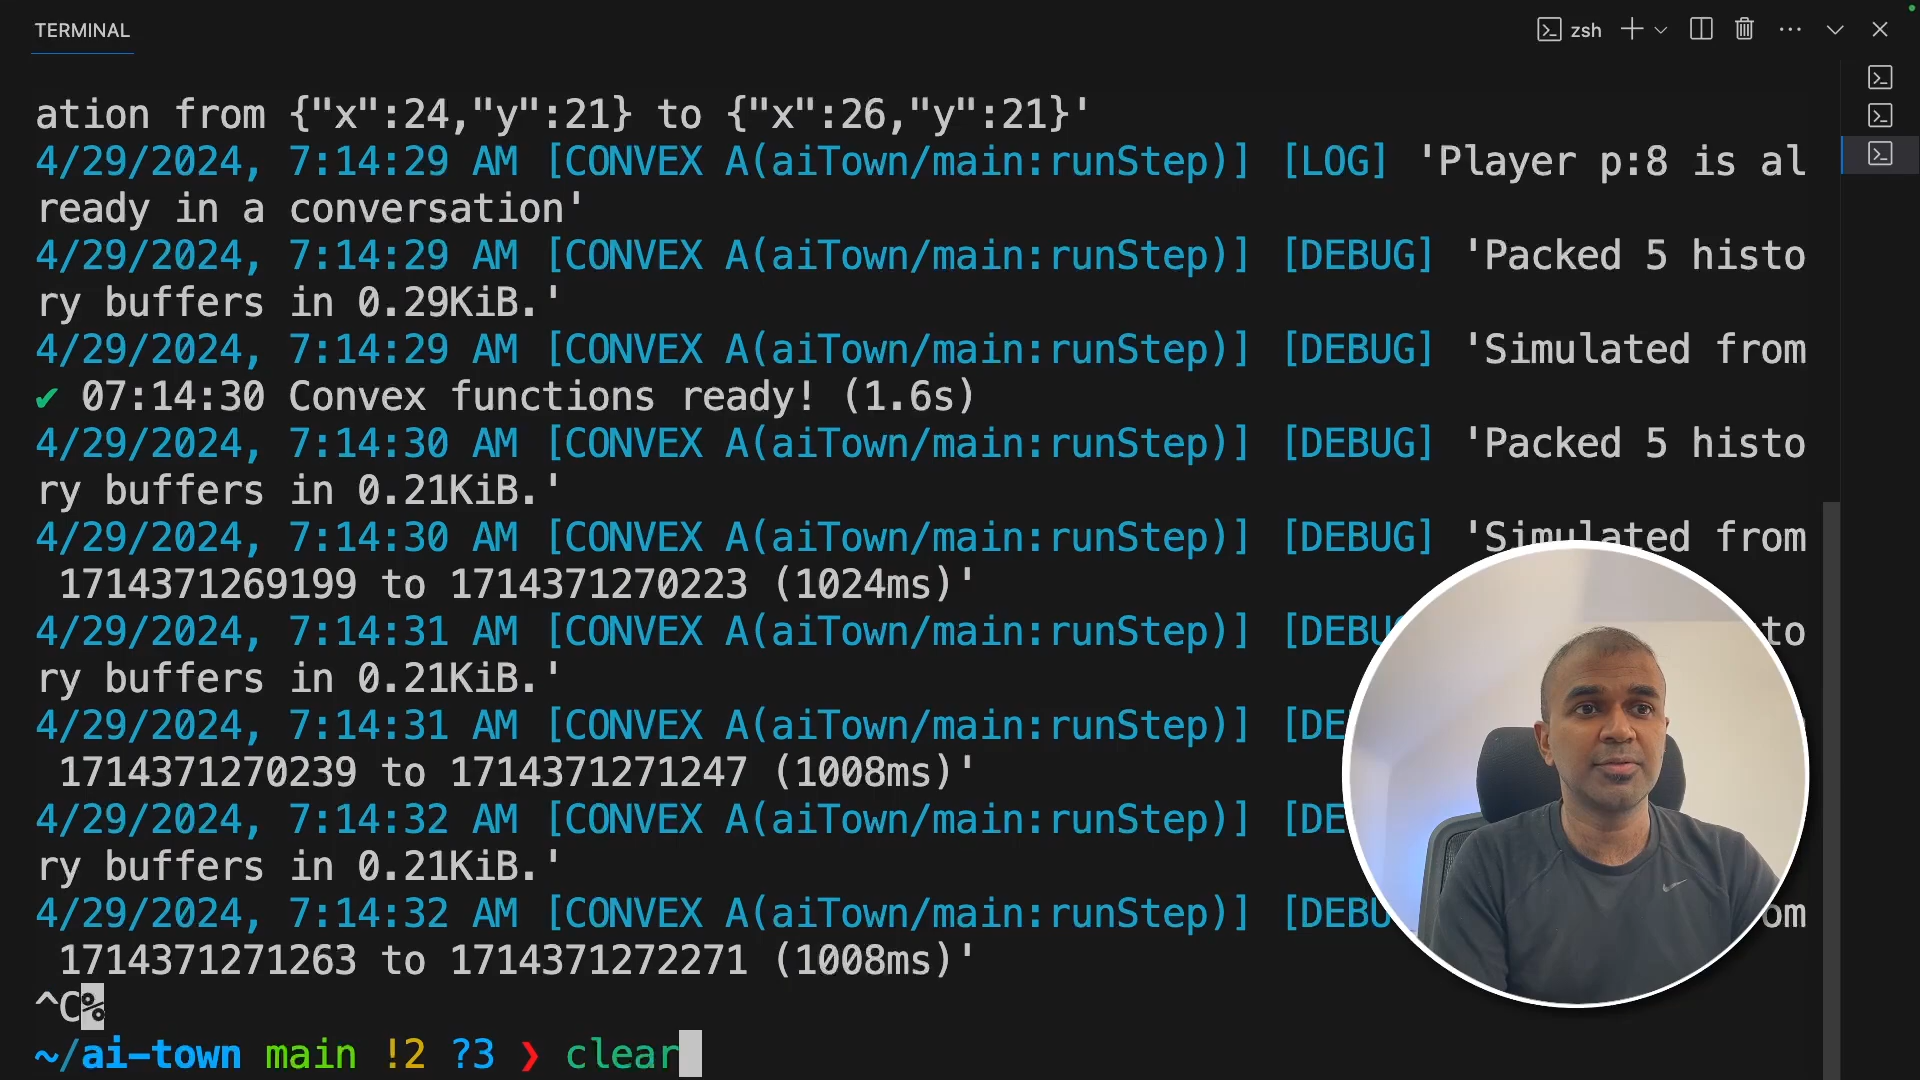 TERMINAL
zsh
ation from {"x":24,"y":21} to {"x":26,"y":21}'
4/29/2024, 7:14:29 AM [CONVEX A(aiTown/main:runStep)] [LOG] 'Player p:8 is al
ready in a conversation'
4/29/2024, 7:14:29 AM [CONVEX A(aiTown/main:runStep)] [DEBUG] 'Packed 5 histo
ry buffers in 0.29KiB.'
4/29/2024, 7:14:29 AM [CONVEX A(aiTown/main:runStep)] [DEBUG] 'Simulated from
✔ 07:14:30 Convex functions ready! (1.6s)
4/29/2024, 7:14:30 AM [CONVEX A(aiTown/main:runStep)] [DEBUG] 'Packed 5 histo
ry buffers in 0.21KiB.'
4/29/2024, 7:14:30 AM [CONVEX A(aiTown/main:runStep)] [DEBUG] 'Simulated from
1714371269199 to 1714371270223 (1024ms)'
4/29/2024, 7:14:31 AM [CONVEX A(aiTown/main:runStep)] [DEBU to
ry buffers in 0.21KiB.'
4/29/2024, 7:14:31 AM [CONVEX A(aiTown/main:runStep)] [DE
1714371270239 to 1714371271247 (1008ms)'
4/29/2024, 7:14:32 AM [CONVEX A(aiTown/main:runStep)] [DE
ry buffers in 0.21KiB.'
4/29/2024, 7:14:32 AM [CONVEX A(aiTown/main:runStep)] [DEBU om
1714371271263 to 1714371272271 (1008ms)'
^C%
~/ai-town main !2 ?3 ❯ clear